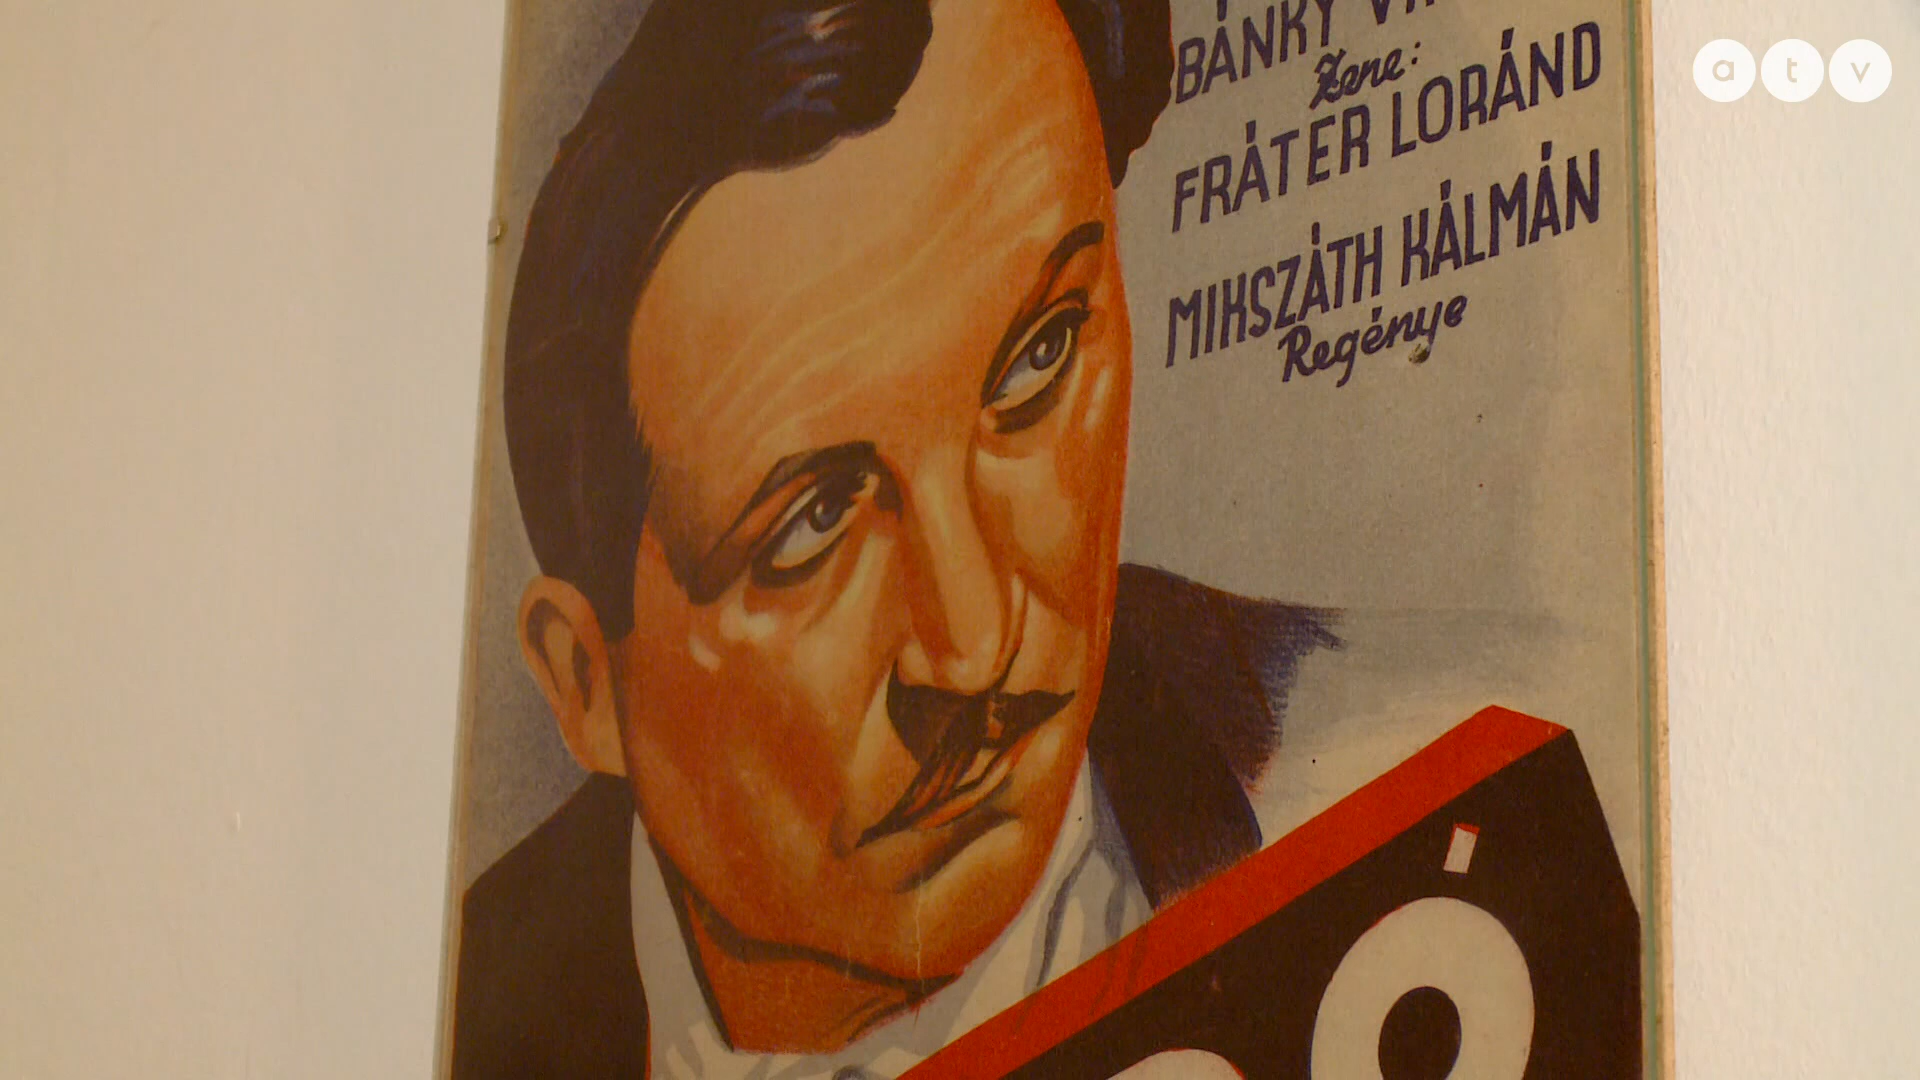 BÁNKY
Zene:
FRÁTER LORÁND
MIKSZÁTH KÁLMÁN
Regénye
atv